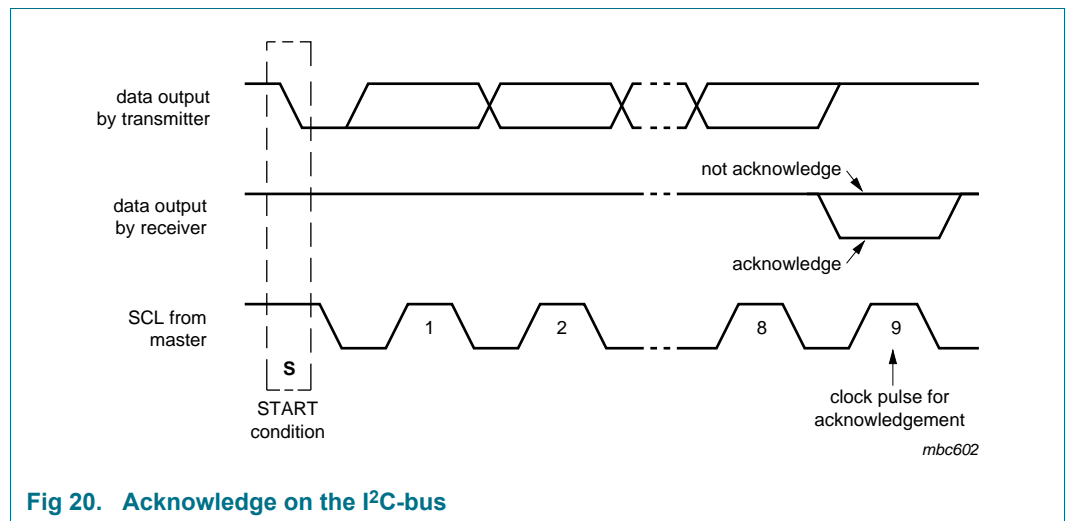 data output
by transmitter
not acknowledge
data output
by receiver
acknowledge
SCL from
master
1
2
8
9
S
START
condition
clock pulse for
acknowledgement
mbc602
Fig 20. Acknowledge on the I²C-bus